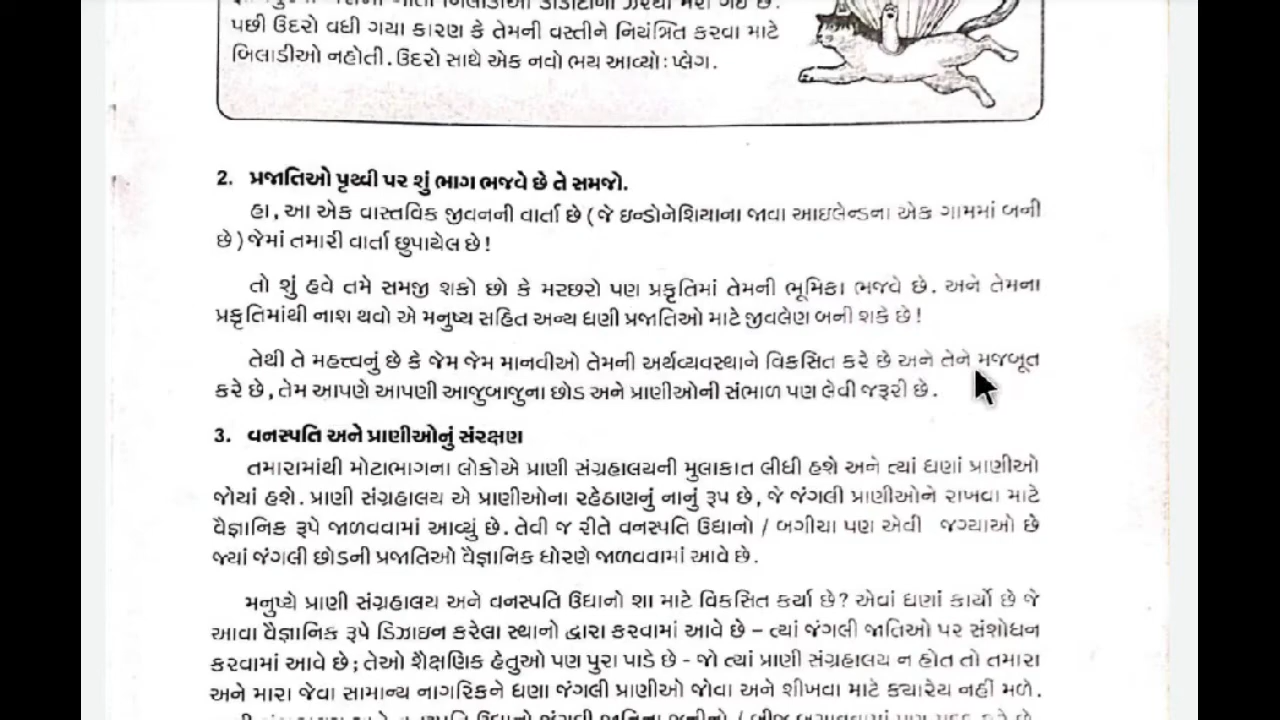 પછી ઉંદરો વધી ગયા કારણ કે તેમની વસ્તીને નિયંત્રિત કરવા માટે
બિલાડીઓ નહોતી. ઉંદરો સાથે એક નવો ભય આવ્યો : પ્લેગ.
2. પ્રજાતિઓ પૃથ્વી પર શું ભાગ ભજવે છે તે સમજો.
હા, આ એક વાસ્તવિક જીવનની વાર્તા છે (જે ઇન્ડોનેશિયાના જાવા આઇલેન્ડના એક ગામમાં બની
છે) જેમાં તમારી વાર્તા છુપાયેલ છે!
તો શું હવે તમે સમજી શકો છો કે મચ્છરો પણ પ્રકૃતિમાં તેમની ભૂમિકા ભજવે છે. અને તેમના
પ્રકૃતિમાંથી નાશ થવો એ મનુષ્ય સહિત અન્ય ઘણી પ્રજાતિઓ માટે જીવલેણ બની શકે છે!
તેથી તે મહત્ત્વનું છે કે જેમ જેમ માનવીઓ તેમની અર્થવ્યવસ્થાને વિકસિત કરે છે અને તેને મજબૂત
કરે છે, તેમ આપણે આપણી આજુબાજુના છોડ અને પ્રાણીઓની સંભાળ પણ લેવી જરૂરી છે.
3. વનસ્પતિ અને પ્રાણીઓનું સંરક્ષણ
તમારામાંથી મોટાભાગના લોકોએ પ્રાણી સંગ્રહાલયની મુલાકાત લીધી હશે અને ત્યાં ઘણાં પ્રાણીઓ
જોયાં હશે. પ્રાણી સંગ્રહાલય એ પ્રાણીઓના રહેઠાણનું નાનું રૂપ છે, જે જંગલી પ્રાણીઓને રાખવા માટે
વૈજ્ઞાનિક રૂપે જાળવવામાં આવ્યું છે. તેવી જ રીતે વનસ્પતિ ઉદ્યાનો / બગીચા પણ એવી જગ્યાઓ છે
જ્યાં જંગલી છોડની પ્રજાતિઓ વૈજ્ઞાનિક ધોરણે જાળવવામાં આવે છે.
મનુષ્યે પ્રાણી સંગ્રહાલય અને વનસ્પતિ ઉદ્યાનો શા માટે વિકસિત કર્યા છે? એવાં ઘણાં કાર્યો છે જે
આવા વૈજ્ઞાનિક રૂપે ડિઝાઇન કરેલા સ્થાનો દ્વારા કરવામાં આવે છે – ત્યાં જંગલી જાતિઓ પર સંશોધન
કરવામાં આવે છે; તેઓ શૈક્ષણિક હેતુઓ પણ પુરા પાડે છે - જો ત્યાં પ્રાણી સંગ્રહાલય ન હોત તો તમારા
અને મારા જેવા સામાન્ય નાગરિકને ઘણા જંગલી પ્રાણીઓ જોવા અને શીખવા માટે ક્યારેય નહીં મળે.